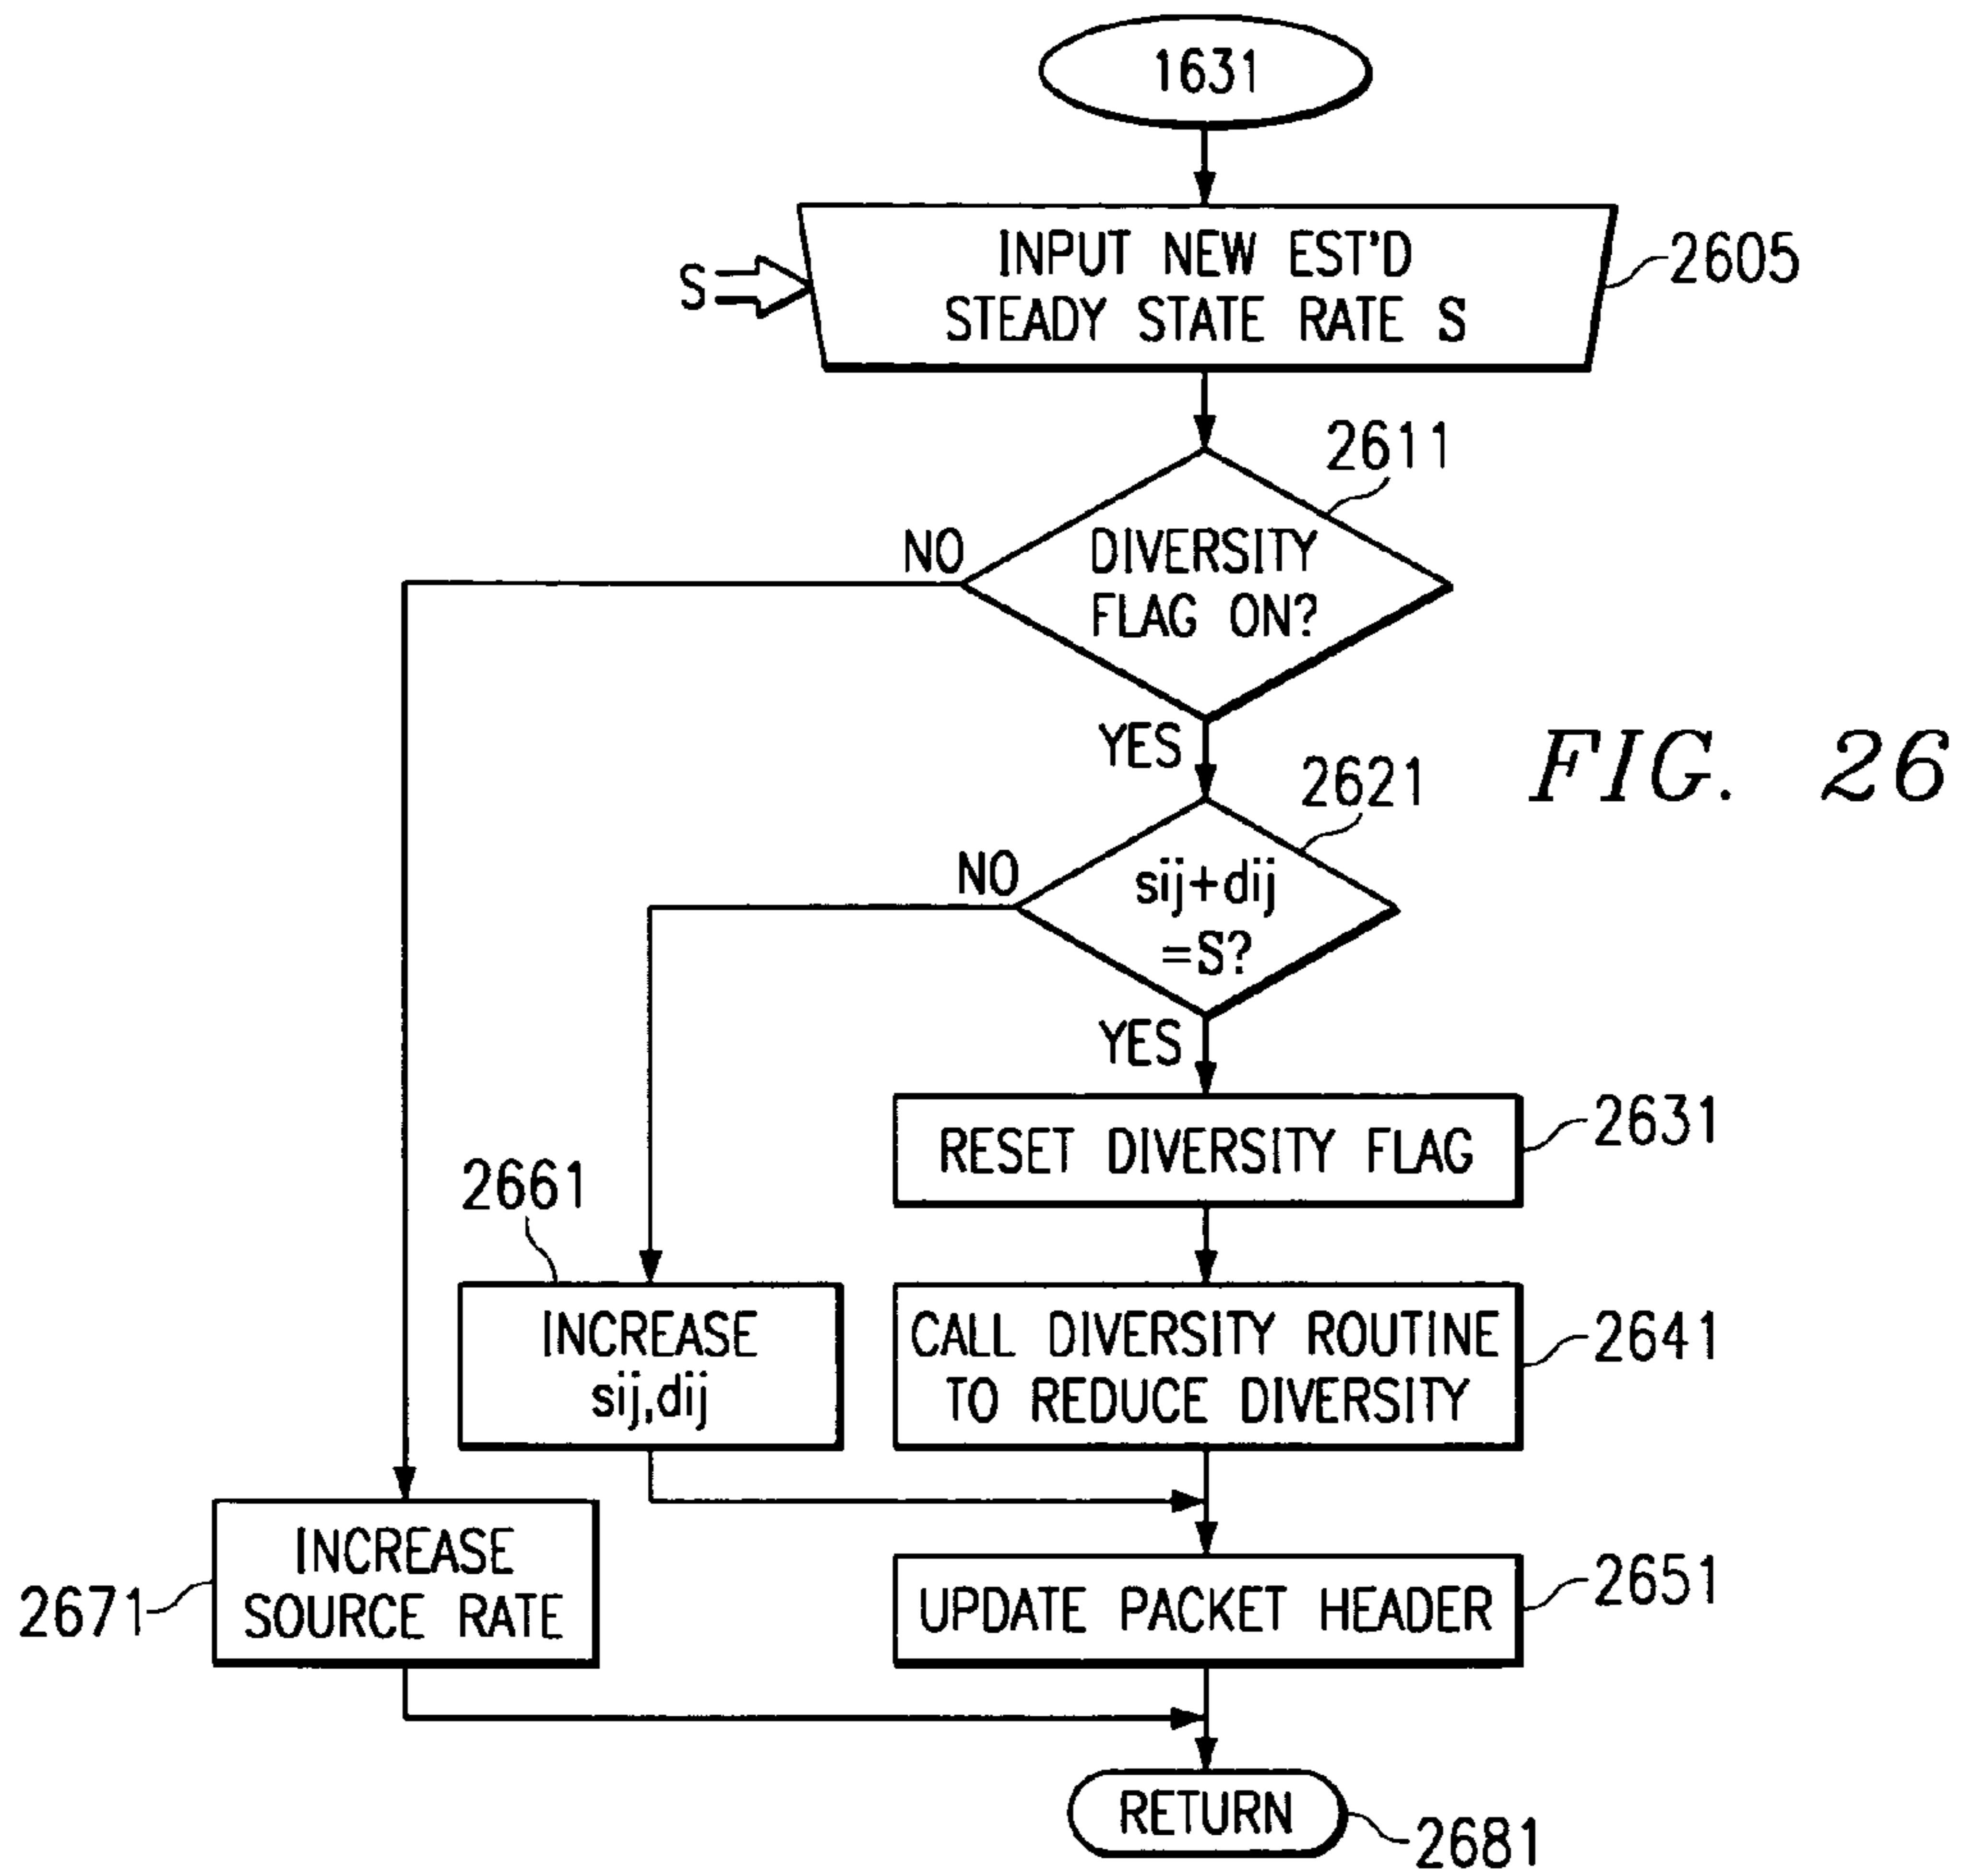 1631
INPUT NEW EST'D
STEADY STATE RATE S
S
2605
2611
DIVERSITY
FLAG ON?
NO
YES
FIG. 26
2621
sij+dij
=S?
NO
YES
RESET DIVERSITY FLAG
2631
2661
INCREASE
sij,dij
CALL DIVERSITY ROUTINE
TO REDUCE DIVERSITY
2641
INCREASE
SOURCE RATE
2671
UPDATE PACKET HEADER
2651
RETURN
2681